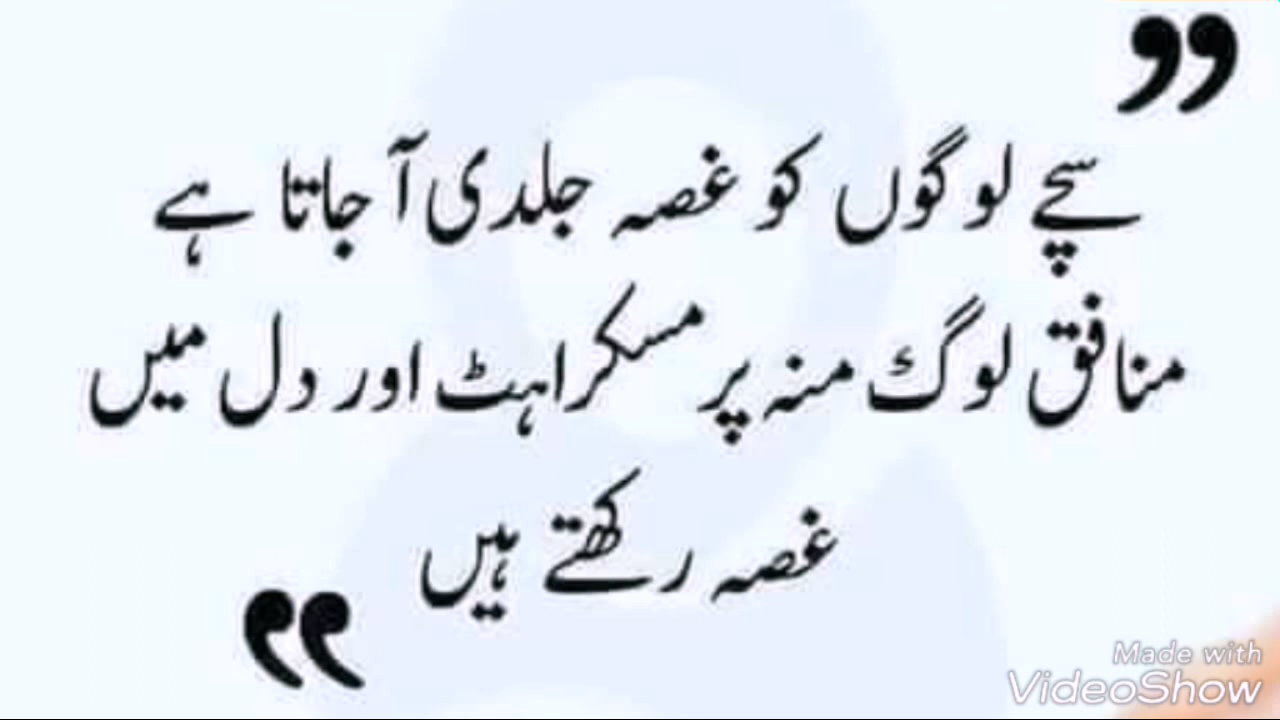 سچے لوگوں کو غصہ جلدی آ جاتا ہے
منافق لوگ منہ پر مسکراہٹ اور دل میں
غصہ رکھتے ہیں
Made with
VideoShow